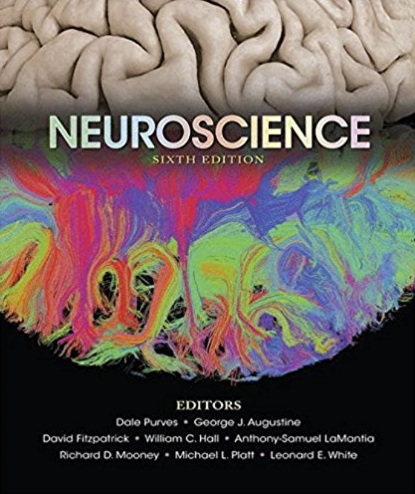 NEUROSCIENCE
SIXTH EDITION
EDITORS
Dale Purves • George J. Augustine
David Fitzpatrick • William C. Hall • Anthony-Samuel LaMantia
Richard D. Mooney • Michael L. Platt • Leonard E. White